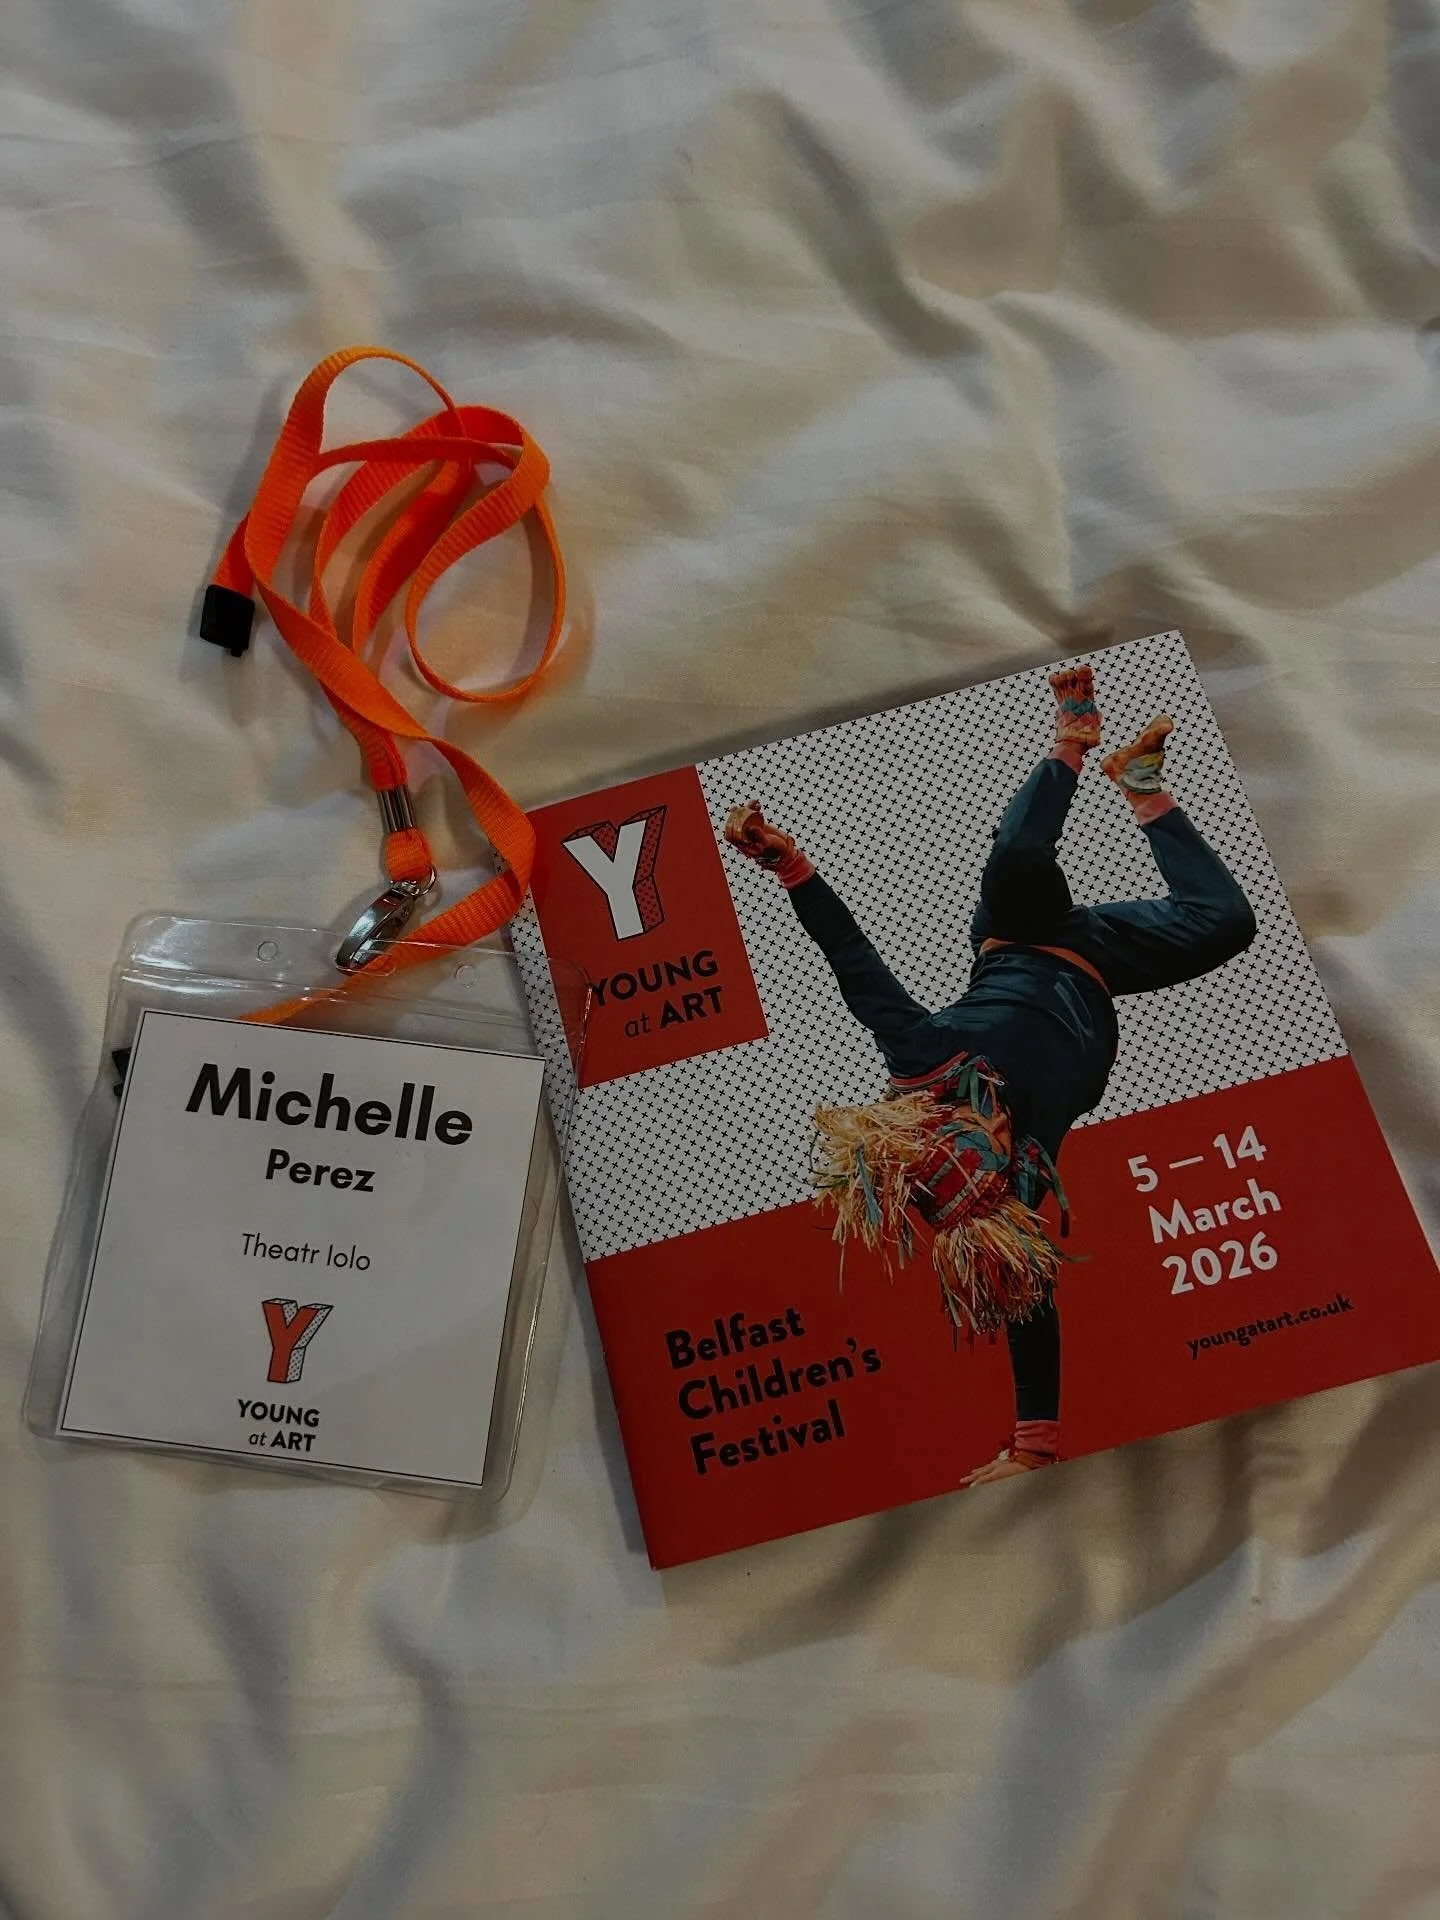 Michelle
Perez
Theatr Iolo
Y
YOUNG
at ART
Y
YOUNG
at ART
5 – 14
March
2026
youngatart.co.uk
Belfast
Children's
Festival